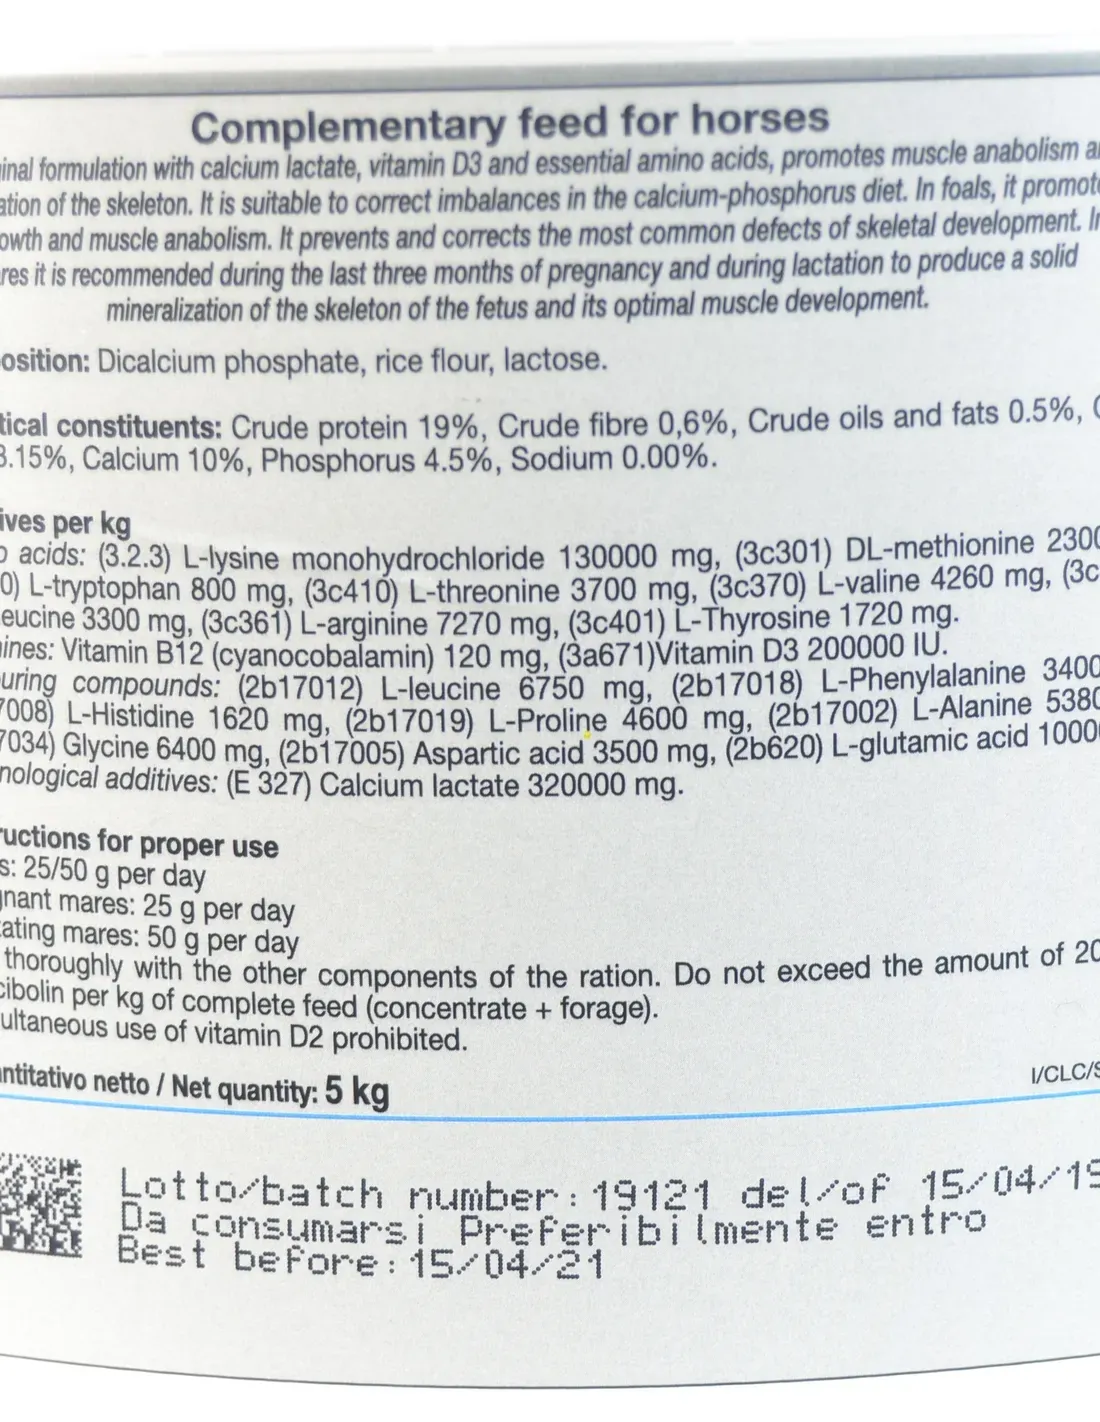 Complementary feed for horses
inal formulation with calcium lactate, vitamin D3 and essential amino acids, promotes muscle anabolism a
ation of the skeleton. It is suitable to correct imbalances in the calcium-phosphorus diet. In foals, it promot
owth and muscle anabolism. It prevents and corrects the most common defects of skeletal development. I
res it is recommended during the last three months of pregnancy and during lactation to produce a solid
mineralization of the skeleton of the fetus and its optimal muscle development.
osition: Dicalcium phosphate, rice flour, lactose.
tical constituents: Crude protein 19%, Crude fibre 0,6%, Crude oils and fats 0.5%,
3.15%, Calcium 10%, Phosphorus 4.5%, Sodium 0.00%.
ives per kg
o acids: (3.2.3) L-lysine monohydrochloride 130000 mg, (3c301) DL-methionine 2300
0) L-tryptophan 800 mg, (3c410) L-threonine 3700 mg, (3c370) L-valine 4260 mg, (3c
eucine 3300 mg, (3c361) L-arginine 7270 mg, (3c401) L-Thyrosine 1720 mg.
ines: Vitamin B12 (cyanocobalamin) 120 mg, (3a671)Vitamin D3 200000 IU.
uring compounds: (2b17012) L-leucine 6750 mg, (2b17018) L-Phenylalanine 3400
7008) L-Histidine 1620 mg, (2b17019) L-Proline 4600 mg, (2b17002) L-Alanine 5380
7034) Glycine 6400 mg, (2b17005) Aspartic acid 3500 mg, (2b620) L-glutamic acid 1000
nological additives: (E 327) Calcium lactate 320000 mg.
ructions for proper use
s: 25/50 g per day
nant mares: 25 g per day
ating mares: 50 g per day
thoroughly with the other components of the ration. Do not exceed the amount of 20
cibolin per kg of complete feed (concentrate + forage).
ultaneous use of vitamin D2 prohibited.
antitativo netto / Net quantity: 5 kg
I/CLC/S
Lotto/batch number: 19121 del/of 15/04/19
Da consumarsi Preferibilmente entro
Best before: 15/04/21